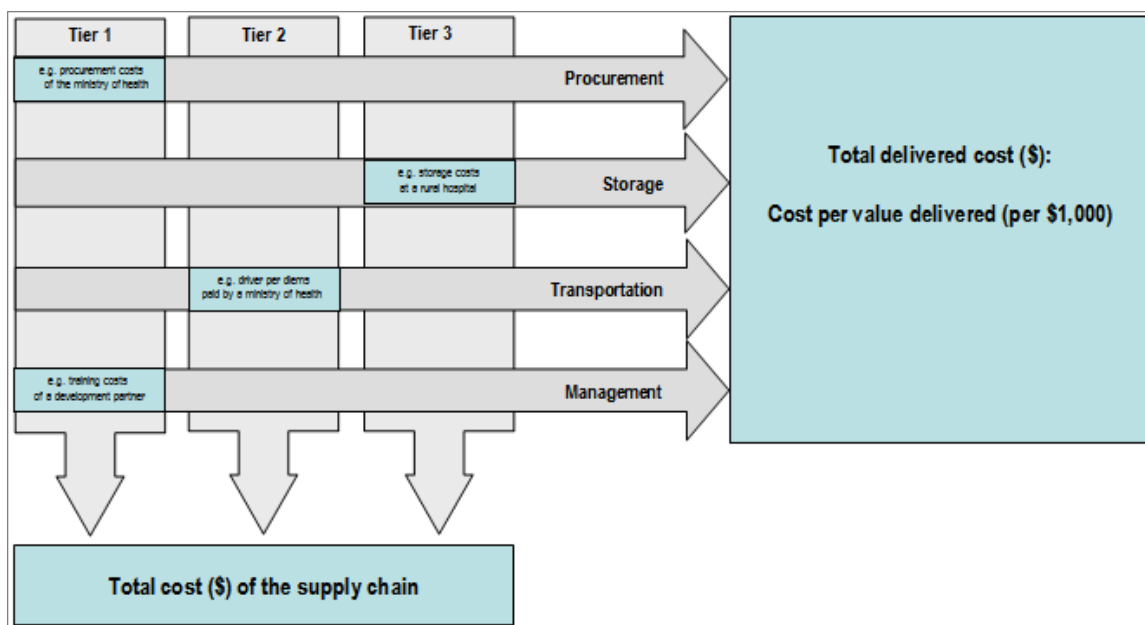 Tier 1
Tier 2
Tier 3
e.g. procurement costs
of the ministry of health
Procurement
e.g. storage costs
at a rural hospital
Storage
e.g. driver per diems
paid by a ministry of health
Transportation
e.g. training costs
of a development partner
Management
Total delivered cost ($):
Cost per value delivered (per $1,000)
Total cost ($) of the supply chain